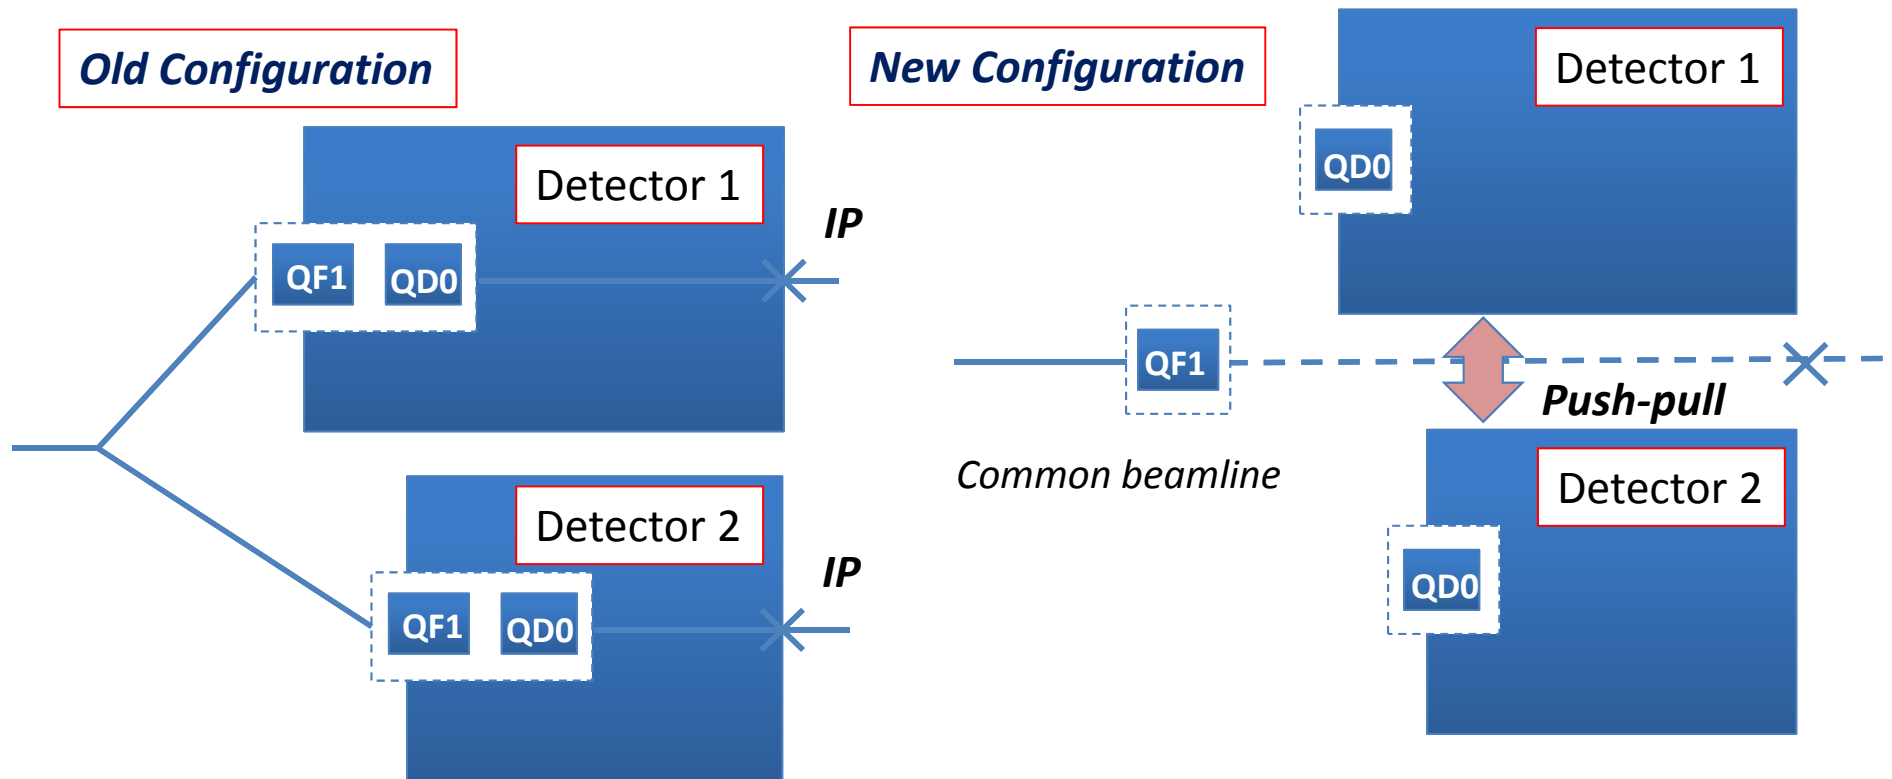 Old Configuration
Detector 1
IP
QF1
QD0
Detector 2
IP
QF1
QD0
New Configuration
Detector 1
QD0
QF1
Push-pull
Common beamline
Detector 2
QD0